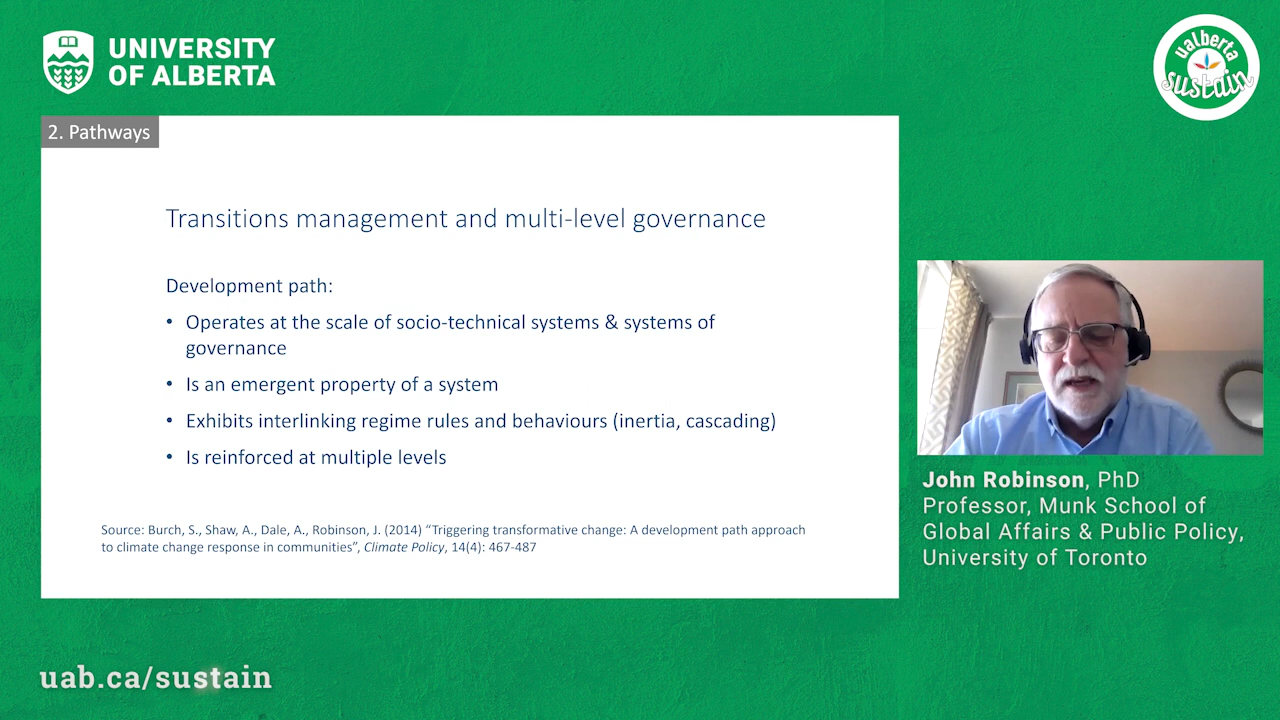 UNIVERSITY
OF ALBERTA
ualberta
sustain
2. Pathways
Transitions management and multi-level governance
Development path:
• Operates at the scale of socio-technical systems & systems of
governance
• Is an emergent property of a system
• Exhibits interlinking regime rules and behaviours (inertia, cascading)
• Is reinforced at multiple levels
Source: Burch, S., Shaw, A., Dale, A., Robinson, J. (2014) “Triggering transformative change: A development path approach
to climate change response in communities”, Climate Policy, 14(4): 467-487
John Robinson, PhD
Professor, Munk School of
Global Affairs & Public Policy,
University of Toronto
uab.ca/sustain